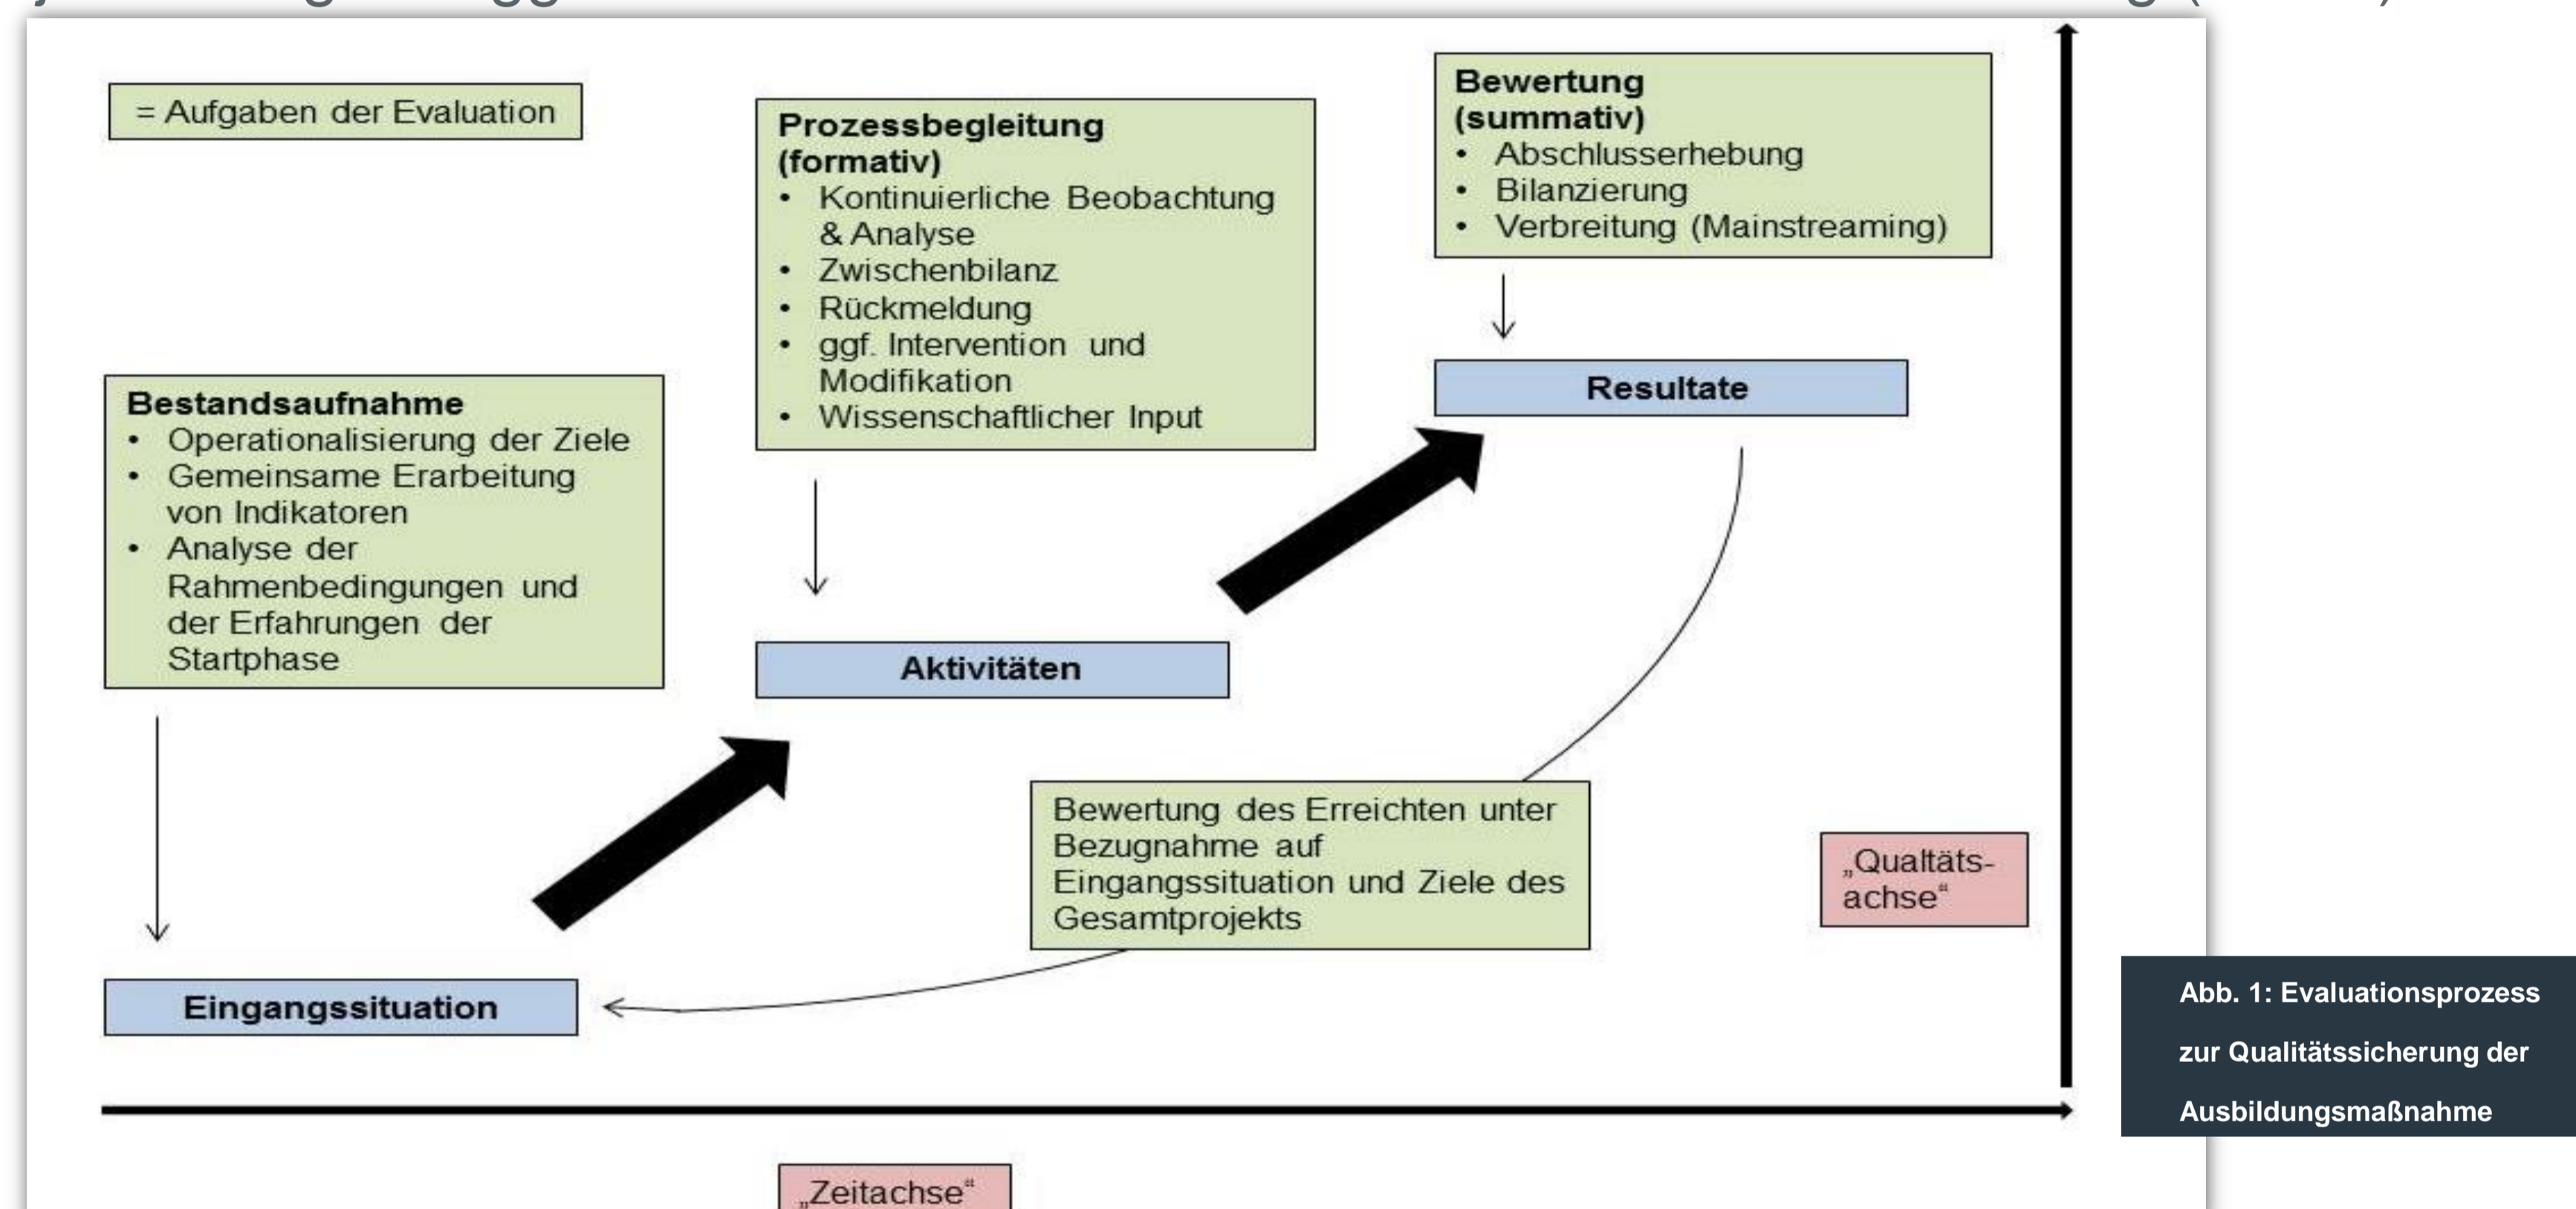 = Aufgaben der Evaluation
Bestandsaufnahme
• Operationalisierung der Ziele
• Gemeinsame Erarbeitung
von Indikatoren
• Analyse der
Rahmenbedingungen und
der Erfahrungen der
Startphase
Prozessbegleitung
(formativ)
• Kontinuierliche Beobachtung
& Analyse
• Zwischenbilanz
• Rückmeldung
• ggf. Intervention und
Modifikation
• Wissenschaftlicher Input
Bewertung
(summativ)
• Abschlusserhebung
• Bilanzierung
• Verbreitung (Mainstreaming)
Resultate
Aktivitäten
Eingangssituation
Bewertung des Erreichten unter
Bezugnahme auf
Eingangssituation und Ziele des
Gesamtprojekts
„Qualtäts-
achse“
„Zeitachse“
Abb. 1: Evaluationsprozess
zur Qualitätssicherung der
Ausbildungsmaßnahme